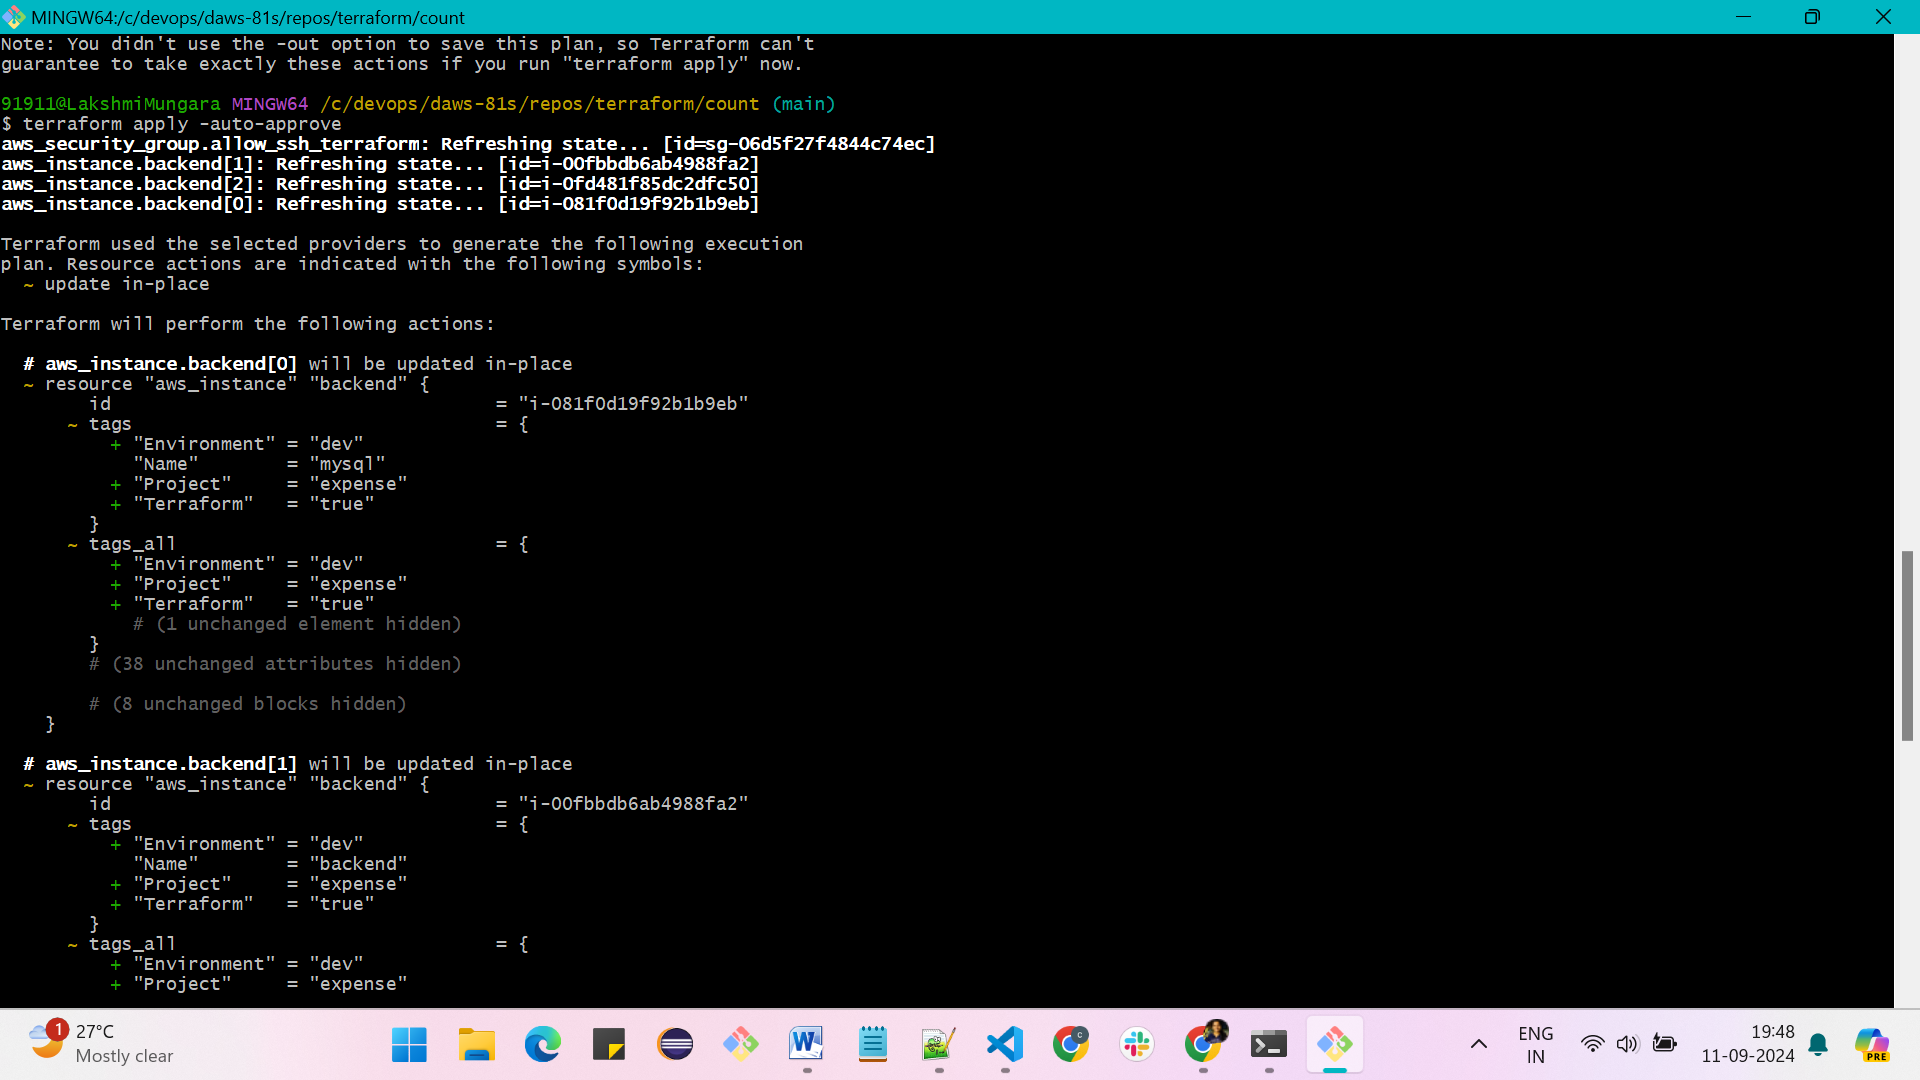 MINGW64:/c/devops/daws-81s/repos/terraform/count
Note: You didn't use the -out option to save this plan, so Terraform can't
guarantee to take exactly these actions if you run "terraform apply" now.
91911@LakshmiMungara MINGW64 /c/devops/daws-81s/repos/terraform/count (main)
$ terraform apply -auto-approve
aws_security_group.allow_ssh_terraform: Refreshing state... [id=sg-06d5f27f4844c74ec]
aws_instance.backend[1]: Refreshing state... [id=i-00fbbdb6ab4988fa2]
aws_instance.backend[2]: Refreshing state... [id=i-0fd481f85dc2dfc50]
aws_instance.backend[0]: Refreshing state... [id=i-081f0d19f92b1b9eb]
Terraform used the selected providers to generate the following execution
plan. Resource actions are indicated with the following symbols:
  ~ update in-place
Terraform will perform the following actions:
  # aws_instance.backend[0] will be updated in-place
  ~ resource "aws_instance" "backend" {
        id                                   = "i-081f0d19f92b1b9eb"
      ~ tags                                 = {
          + "Environment" = "dev"
            "Name"        = "mysql"
          + "Project"     = "expense"
          + "Terraform"   = "true"
        }
      ~ tags_all                             = {
          + "Environment" = "dev"
          + "Project"     = "expense"
          + "Terraform"   = "true"
            # (1 unchanged element hidden)
        }
        # (38 unchanged attributes hidden)
        # (8 unchanged blocks hidden)
    }
  # aws_instance.backend[1] will be updated in-place
  ~ resource "aws_instance" "backend" {
        id                                   = "i-00fbbdb6ab4988fa2"
      ~ tags                                 = {
          + "Environment" = "dev"
            "Name"        = "backend"
          + "Project"     = "expense"
          + "Terraform"   = "true"
        }
      ~ tags_all                             = {
          + "Environment" = "dev"
          + "Project"     = "expense"
1
27°C
Mostly clear
W
C
ENG
IN
19:48
11-09-2024
PRE